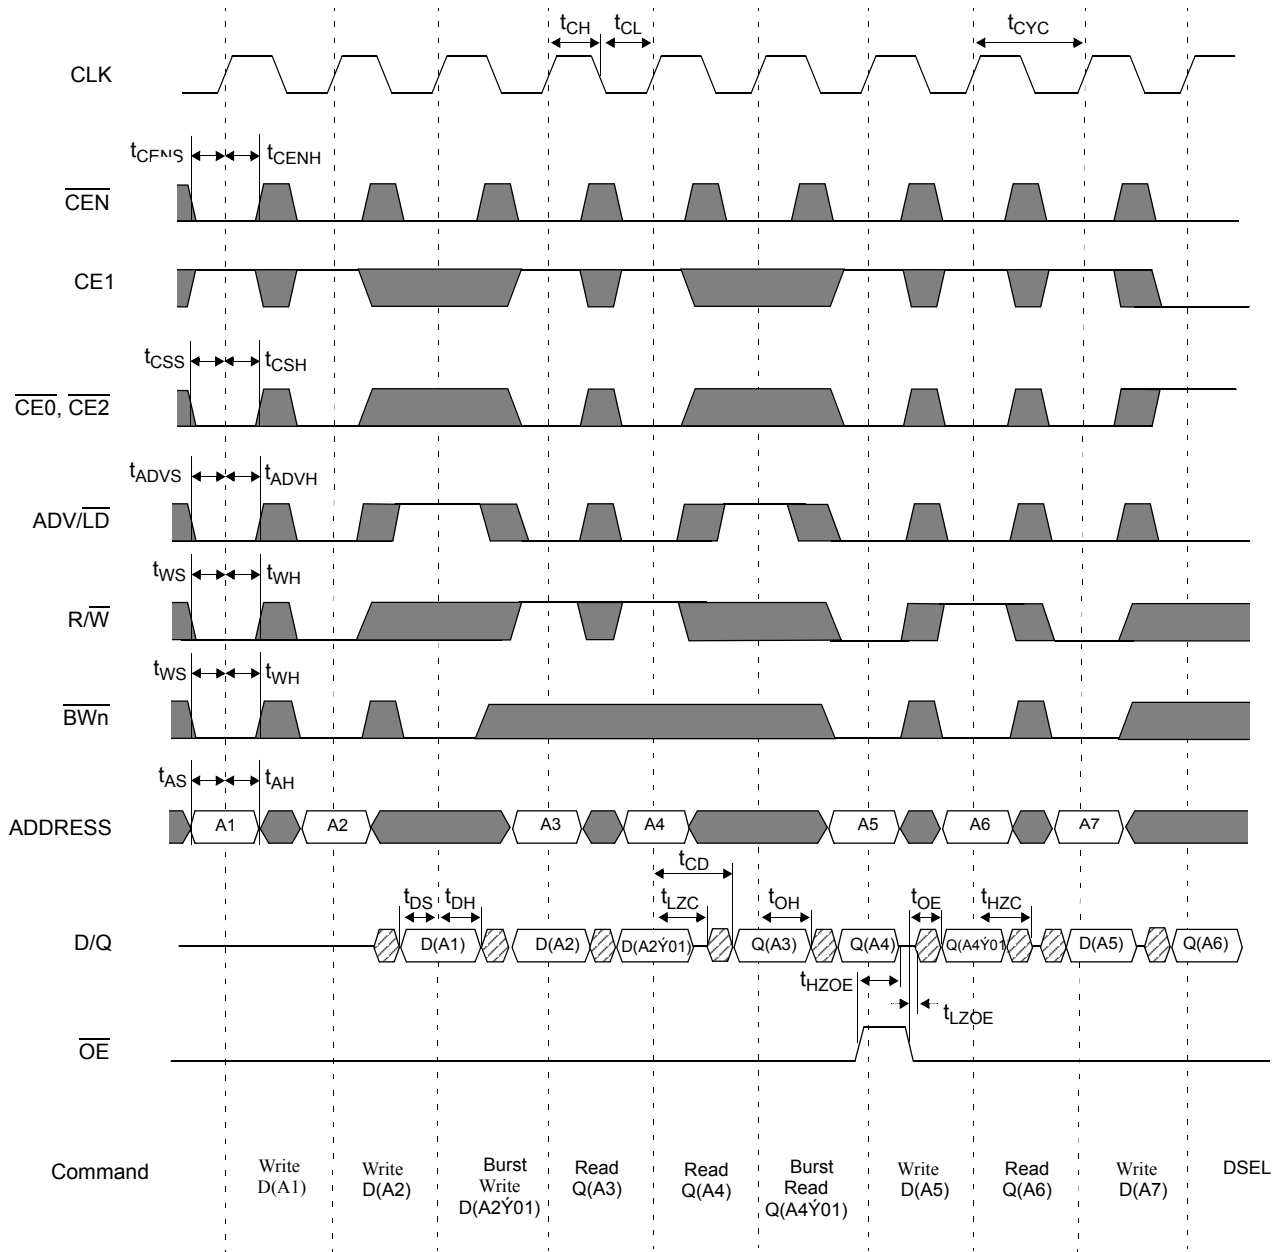 tCH tCL tCYC
CLK
tCENS tCENH
CEN
CE1
tCSS tCSH
CE0, CE2
tADVS tADVH
ADV/LD
tWS tWH
R/W
tWS tWH
BWn
tAS tAH
ADDRESS A1 A2 A3 A4 A5 A6 A7
tCD
tDS tDH tLZC tOH tOE tHZC
D/Q D(A1) D(A2) D(A2Ý01) Q(A3) Q(A4) Q(A4Ý01 D(A5) Q(A6)
tHZOE
tLZOE
OE
Command
Write
D(A1)
Write
D(A2)
Burst
Write
D(A2Ý01)
Read
Q(A3)
Read
Q(A4)
Burst
Read
Q(A4Ý01)
Write
D(A5)
Read
Q(A6)
Write
D(A7)
DSEL